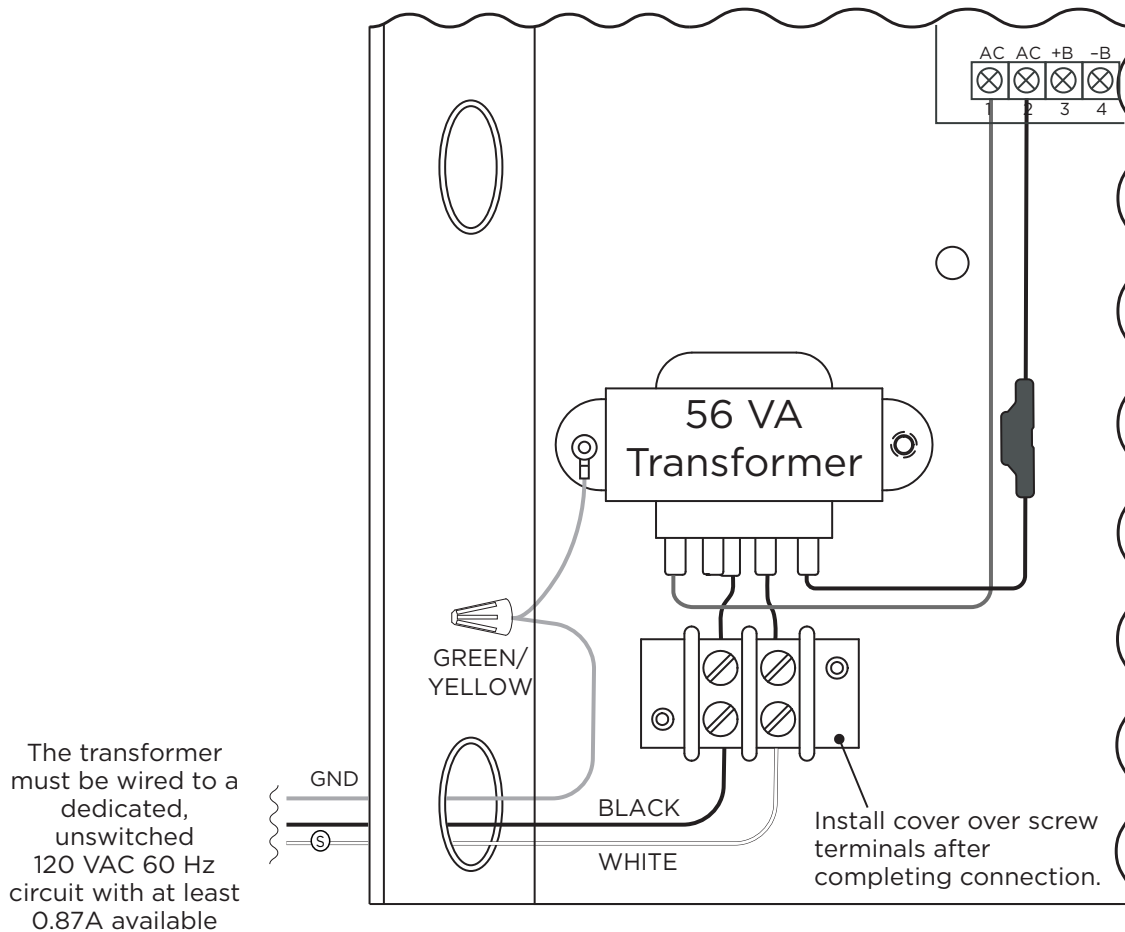 AC AC +B –B
1 2 3 4
56 VA
Transformer
GREEN/
YELLOW
The transformer
must be wired to a
dedicated,
unswitched
120 VAC 60 Hz
circuit with at least
0.87A available
GND
S
BLACK
WHITE
Install cover over screw
terminals after
completing connection.